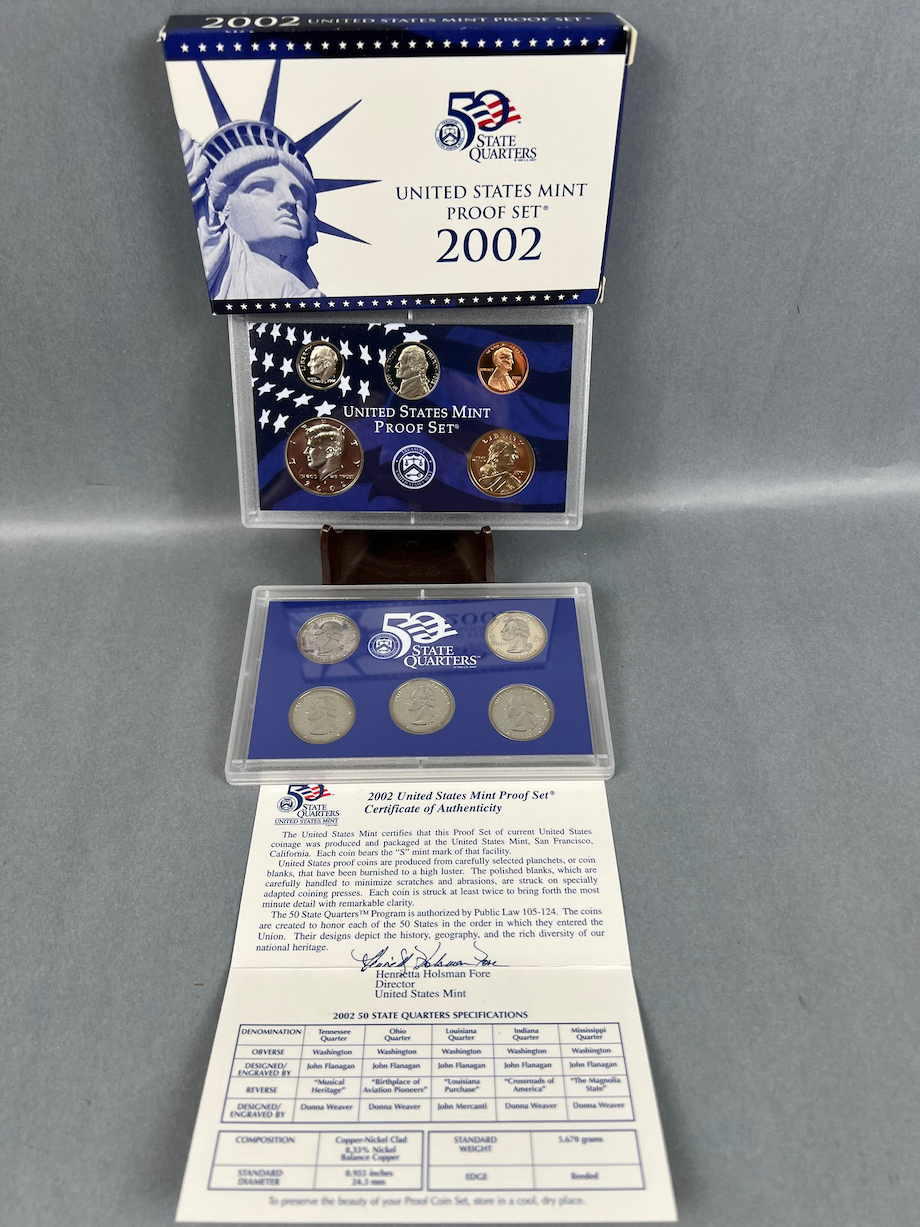 2002 UNITED STATES MINT PROOF SET®
50
STATE
QUARTERS
UNITED STATES MINT
PROOF SET®
2002
UNITED STATES MINT
PROOF SET®
LIBERTY
2002
LIBERTY
50
STATE
QUARTERS™
50
STATE
QUARTERS
UNITED STATES MINT
2002 United States Mint Proof Set®
Certificate of Authenticity
The United States Mint certifies that this Proof Set of current United States
coinage was produced and packaged at the United States Mint, San Francisco,
California. Each coin bears the “S” mint mark of that facility.
United States proof coins are produced from carefully selected planchets, or coin
blanks, that have been burnished to a high luster. The polished blanks, which are
carefully handled to minimize scratches and abrasions, are struck on specially
adapted coining presses. Each coin is struck at least twice to bring forth the most
minute detail with remarkable clarity.
The 50 State Quarters™ Program is authorized by Public Law 105-124. The coins
are created to honor each of the 50 States in the order in which they entered the
Union. Their designs depict the history, geography, and the rich diversity of our
national heritage.
Henrietta Holsman Fore
Henrietta Holsman Fore
Director
United States Mint
2002 50 STATE QUARTERS SPECIFICATIONS
DENOMINATION Tennessee Quarter Ohio Quarter Louisiana Quarter Indiana Quarter Mississippi Quarter
OBVERSE Washington Washington Washington Washington Washington
DESIGNED/ ENGRAVED BY John Flanagan John Flanagan John Flanagan John Flanagan John Flanagan
REVERSE “Musical Heritage” “Birthplace of Aviation Pioneers” “Louisiana Purchase” “Crossroads of America” “The Magnolia State”
DESIGNED/ ENGRAVED BY Donna Weaver Donna Weaver John Mercanti Donna Weaver Donna Weaver
COMPOSITION Copper-Nickel Clad 8.33% Nickel Balance Copper STANDARD WEIGHT 5.670 grams
STANDARD DIAMETER 0.955 inches 24.3 mm EDGE Reeded
To preserve the beauty of your Proof Coin Set, store in a cool, dry place.